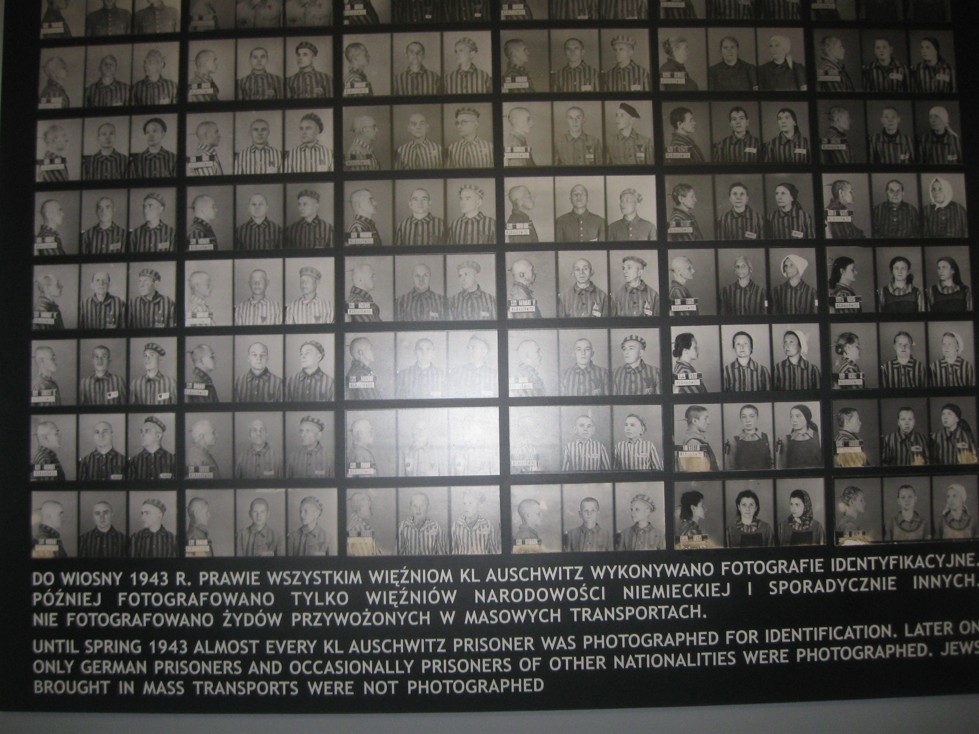 DO WIOSNY 1943 R. PRAWIE WSZYSTKIM WIĘŹNIOM KL AUSCHWITZ WYKONYWANO FOTOGRAFIE IDENTYFIKACYJNE.
PÓŹNIEJ FOTOGRAFOWANO TYLKO WIĘŹNIÓW NARODOWOŚCI NIEMIECKIEJ I SPORADYCZNIE INNYCH.
NIE FOTOGRAFOWANO ŻYDÓW PRZYWOŻONYCH W MASOWYCH TRANSPORTACH.
UNTIL SPRING 1943 ALMOST EVERY KL AUSCHWITZ PRISONER WAS PHOTOGRAPHED FOR IDENTIFICATION. LATER ON
ONLY GERMAN PRISONERS AND OCCASIONALLY PRISONERS OF OTHER NATIONALITIES WERE PHOTOGRAPHED. JEWS
BROUGHT IN MASS TRANSPORTS WERE NOT PHOTOGRAPHED